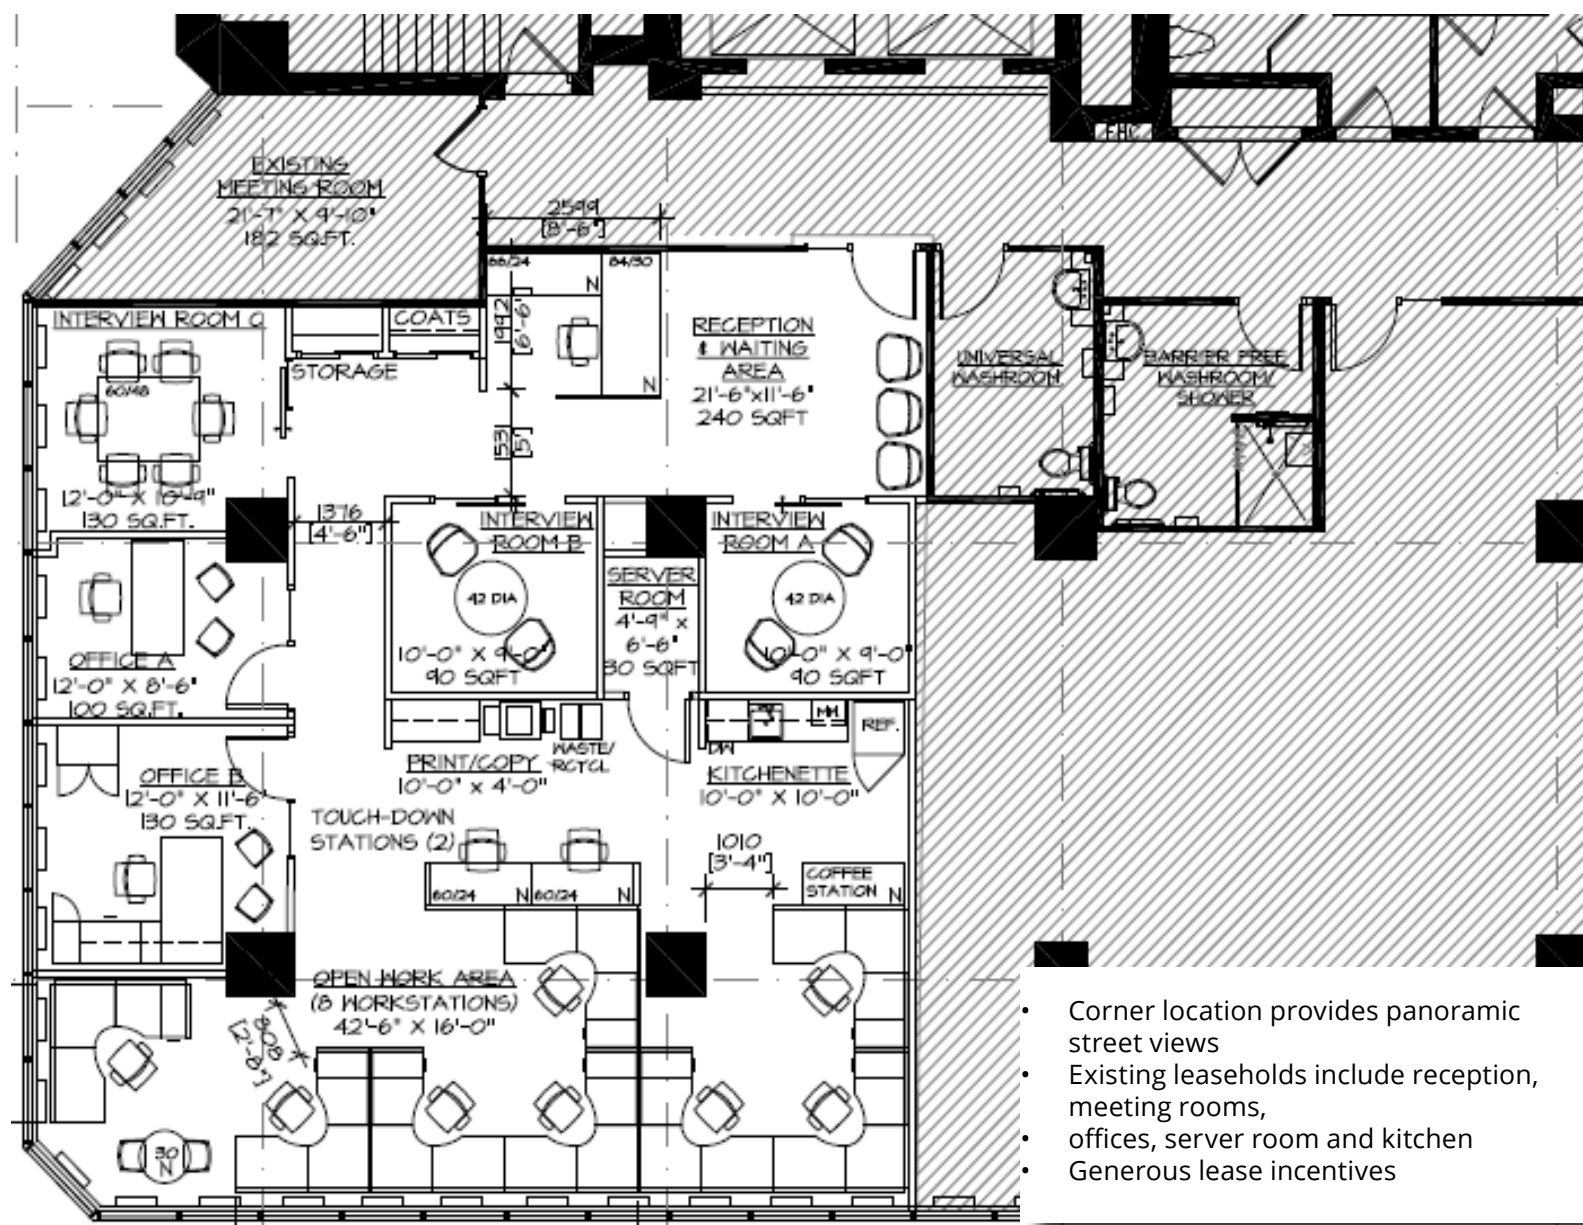 FHC
EXISTING
MEETING ROOM
21'-7" X 9'-10"
182 SQ.FT.
2599
[8'-6"]
66/24
84/30
N
N
1992
6'-6"
INTERVIEW ROOM C
COATS
STORAGE
60/48
12'-0" X 10'-9"
130 SQ.FT.
RECEPTION
& WAITING
AREA
21'-6"x11'-6"
240 SQFT
UNIVERSAL
WASHROOM
BARRIER FREE
WASHROOM/
SHOWER
1376
[4'-6"]
INTERVIEW
ROOM B
42 DIA
10'-0" X 9'-0"
90 SQFT
SERVER
ROOM
4'-9" x
6'-6"
30 SQFT
INTERVIEW
ROOM A
42 DIA
10'-0" X 9'-0"
90 SQFT
OFFICE A
12'-0" X 8'-6"
100 SQ.FT.
OFFICE B
12'-0" X 11'-6"
130 SQ.FT.
PRINT/COPY
10'-0" x 4'-0"
WASTE/
RCYCL
DW
MW
REF.
KITCHENETTE
10'-0" X 10'-0"
TOUCH-DOWN
STATIONS (2)
60/24 N
60/24 N
1010
[3'-4"]
COFFEE
STATION N
OPEN WORK AREA
(8 WORKSTATIONS)
42'-6" X 16'-0"
808
[2'-8"]
30
N
• Corner location provides panoramic
street views
• Existing leaseholds include reception,
meeting rooms,
• offices, server room and kitchen
• Generous lease incentives